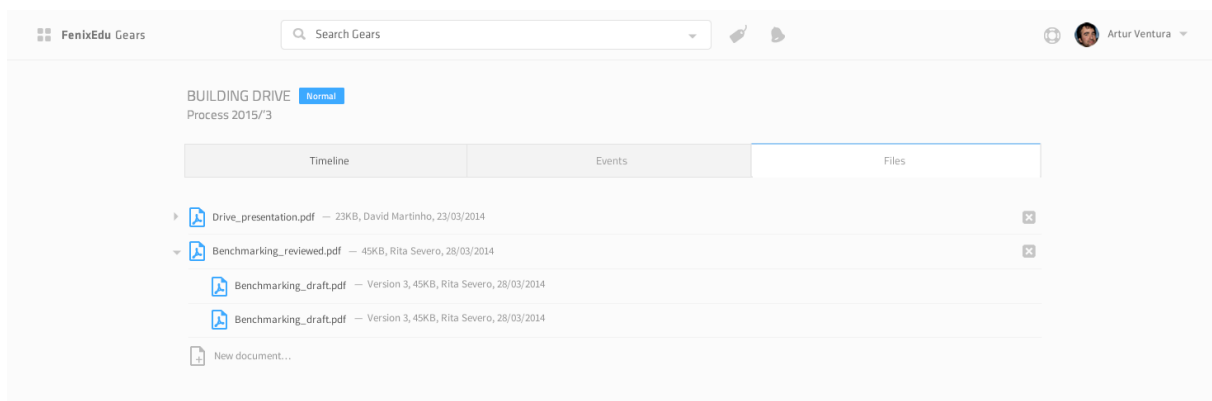 FenixEdu Gears
Search Gears
Artur Ventura
BUILDING DRIVE Normal
Process 2015/'3
Timeline Events Files
Drive_presentation.pdf — 23KB, David Martinho, 23/03/2014
Benchmarking_reviewed.pdf — 45KB, Rita Severo, 28/03/2014
Benchmarking_draft.pdf — Version 3, 45KB, Rita Severo, 28/03/2014
Benchmarking_draft.pdf — Version 3, 45KB, Rita Severo, 28/03/2014
New document...